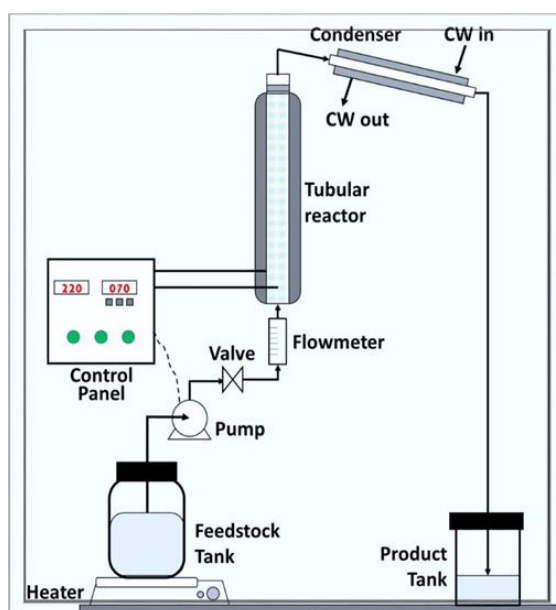 Condenser
CW in
CW out
Tubular
reactor
220
070
Flowmeter
Valve
Control
Panel
Pump
Feedstock
Tank
Product
Tank
Heater